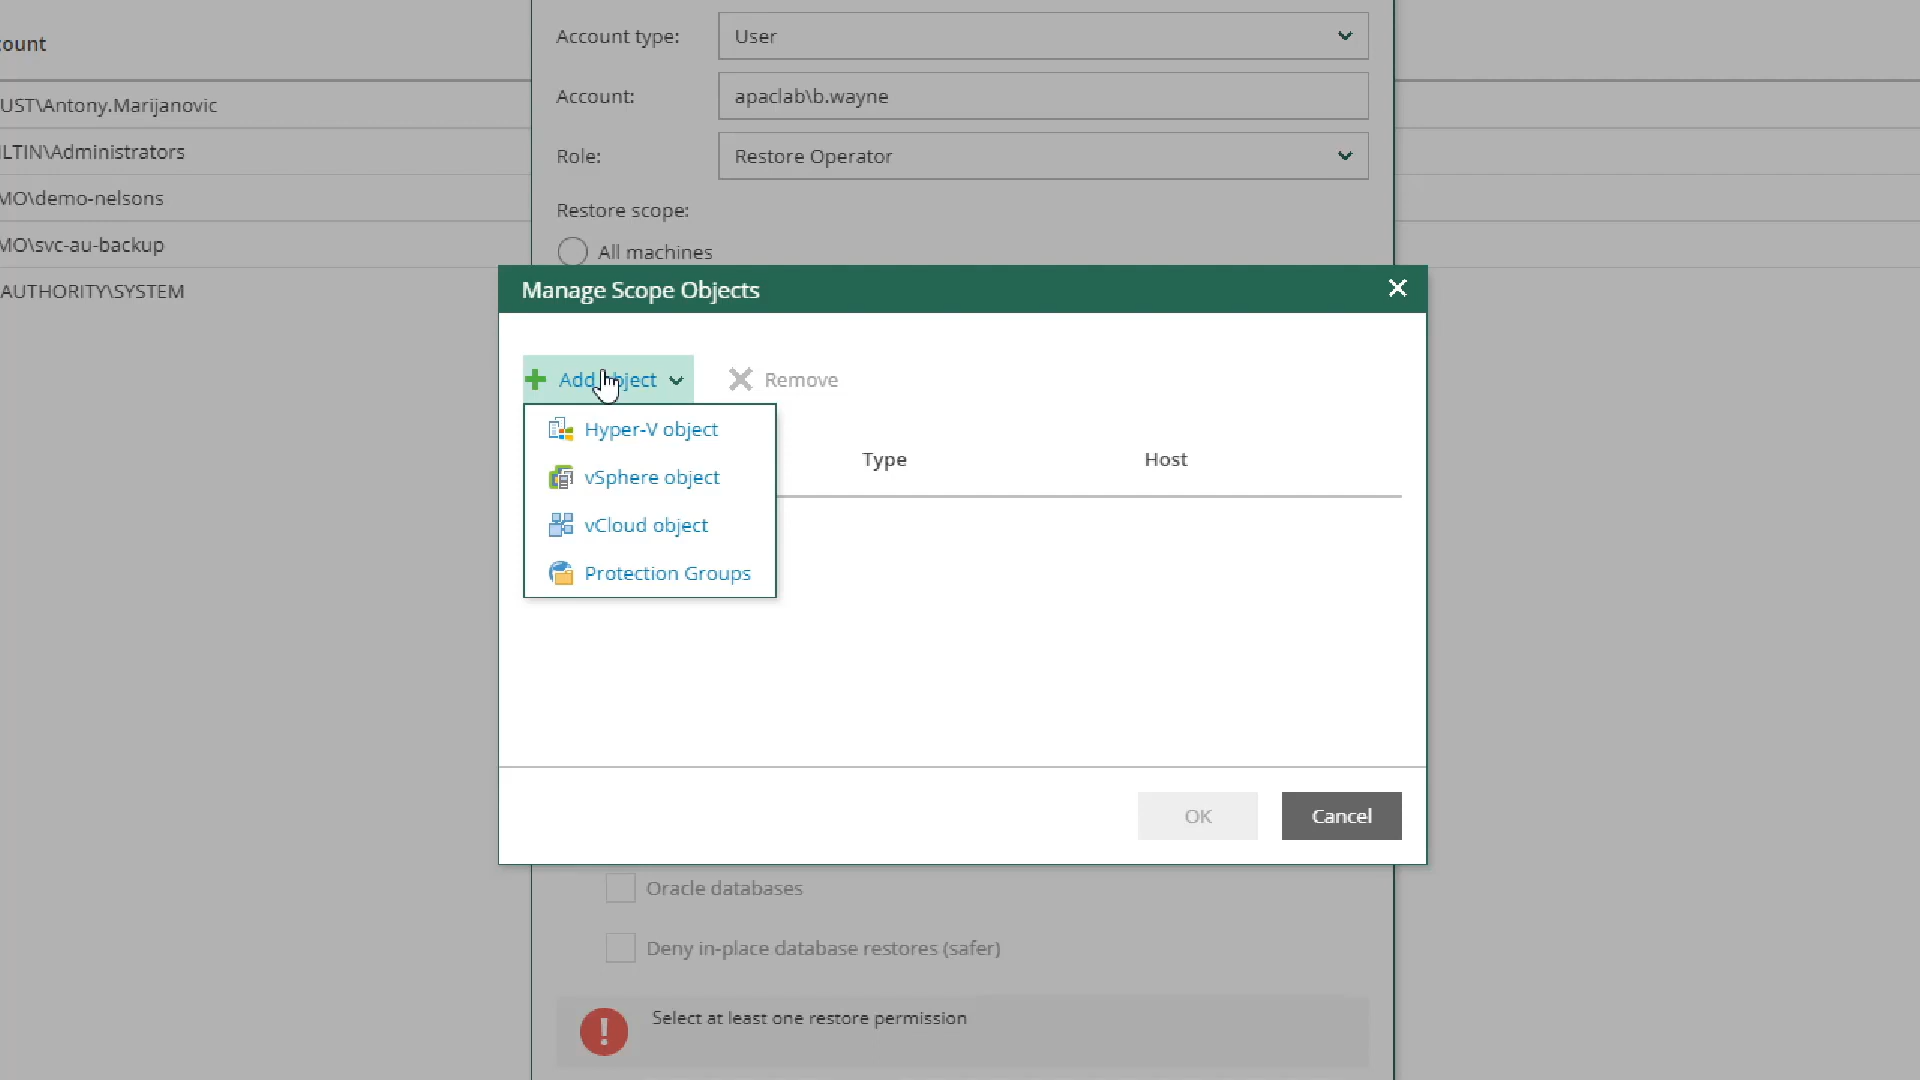 count
Account type:
User
UST\Antony.Marijanovic
Account:
apaclab\b.wayne
ILTIN\Administrators
Role:
Restore Operator
MO\demo-nelsons
Restore scope:
MO\svc-au-backup
All machines
AUTHORITY\SYSTEM
Manage Scope Objects
Add object
Remove
Hyper-V object
vSphere object
vCloud object
Protection Groups
Type
Host
OK
Cancel
Oracle databases
Deny in-place database restores (safer)
Select at least one restore permission